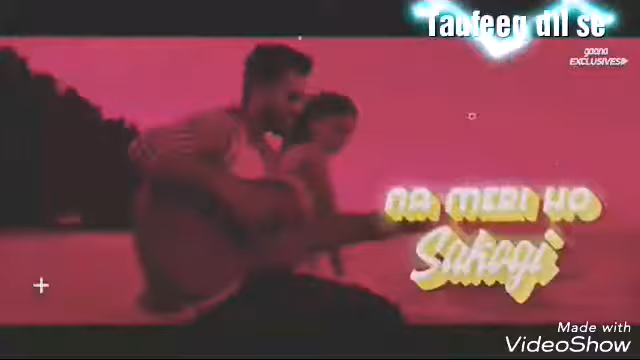 Taufeeq dil se
gaana
EXCLUSIVES
na meri ho
Sakogi
Made with
VideoShow